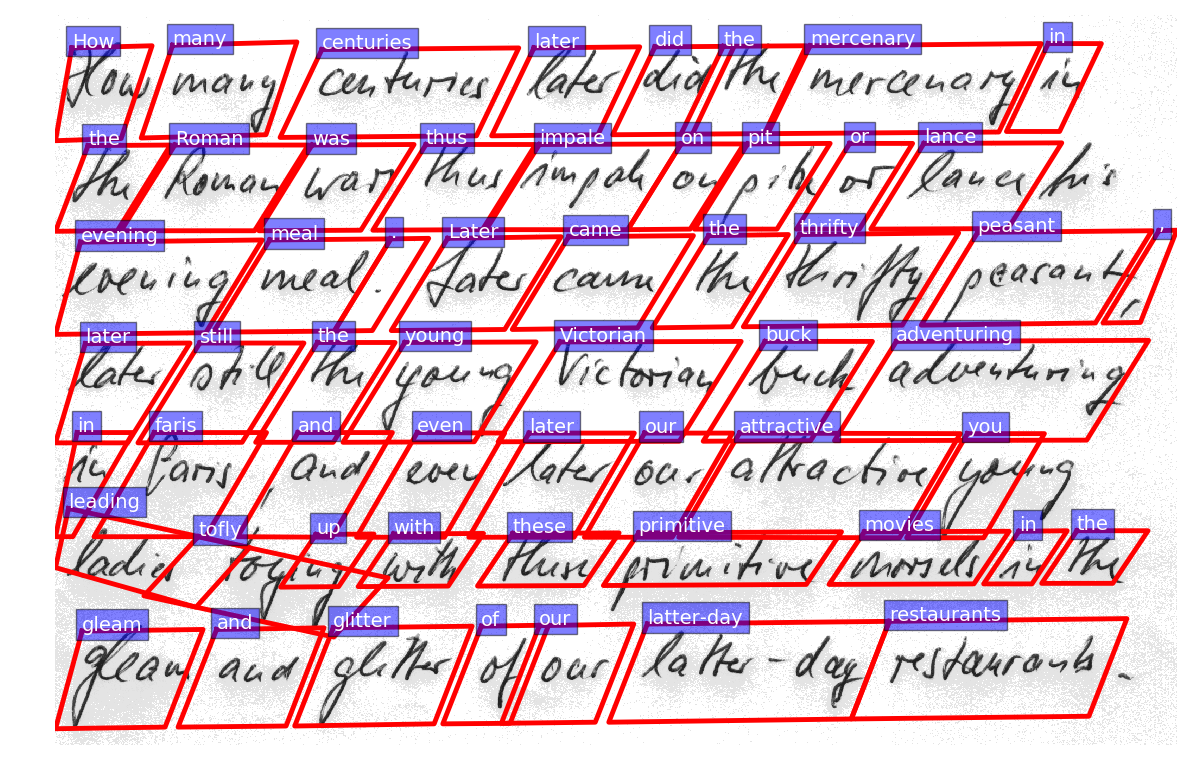 How many centuries later did the mercenary in
How many centuries later did the mercenary in
the Roman was thus impale on pit or lance
the Roman wars thus impale on pike or lance his
evening meal . Later came the thrifty peasant ,
evening meal. Later came the thrifty peasant,
later still the young Victorian buck adventuring
later still the young Victorian buck adventuring
in faris and even later our attractive you
in Paris, and even later our attractive young
leading tofly up with these primitive movies in the
ladies toying with these primitive morsels in the
gleam and glitter of our latter-day restaurants
gleam and glitter of our latter-day restaurants.